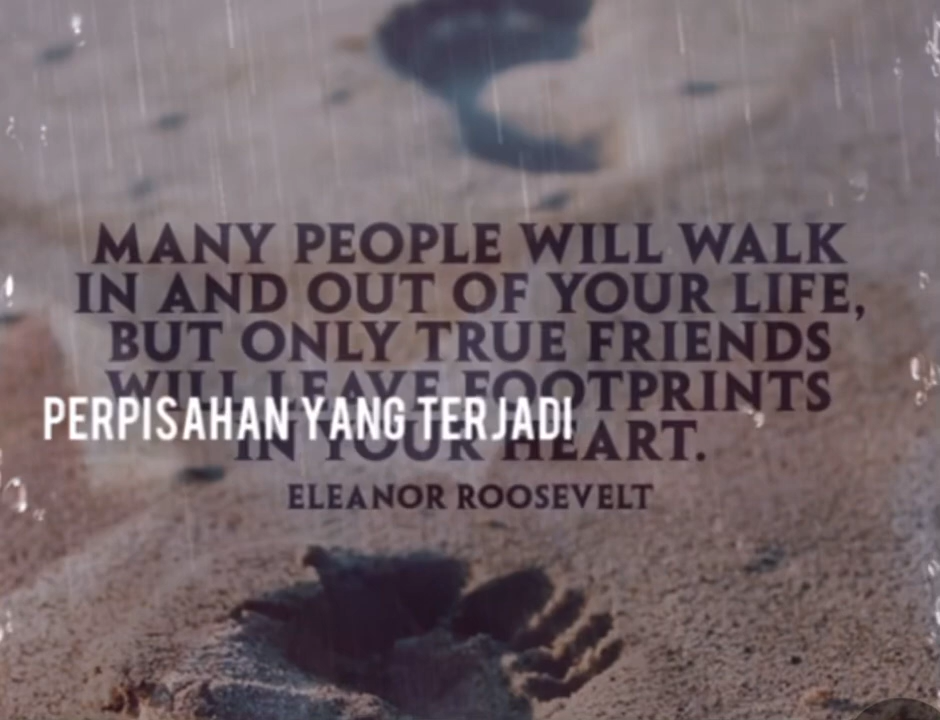 MANY PEOPLE WILL WALK
IN AND OUT OF YOUR LIFE,
BUT ONLY TRUE FRIENDS
WILL LEAVE FOOTPRINTS
PERPISAHAN YANG TERJADI
IN YOUR HEART.
ELEANOR ROOSEVELT